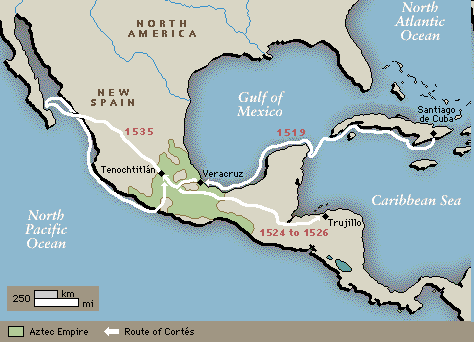 NORTH
AMERICA
North
Atlantic
Ocean
NEW
SPAIN
Gulf of
Mexico
Santiago
de Cuba
1535
1519
Tenochtitlán
Veracruz
Caribbean Sea
North
Pacific
Ocean
Trujillo
1524 to 1526
250 km
mi
Aztec Empire
Route of Cortés